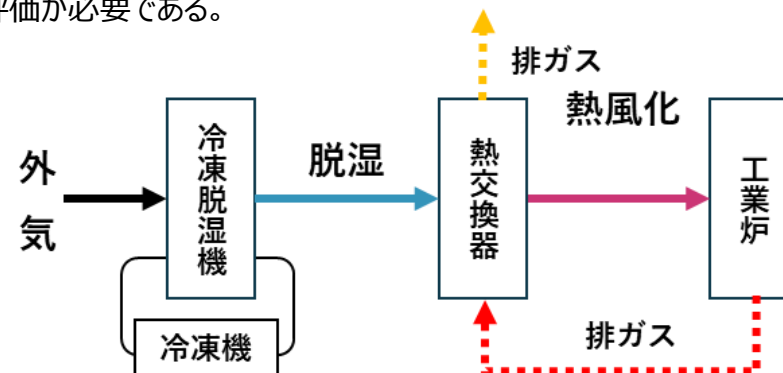 評価が必要である。
排ガス
熱風化
外気
冷凍脱湿機
脱湿
熱交換器
工業炉
排ガス
冷凍機